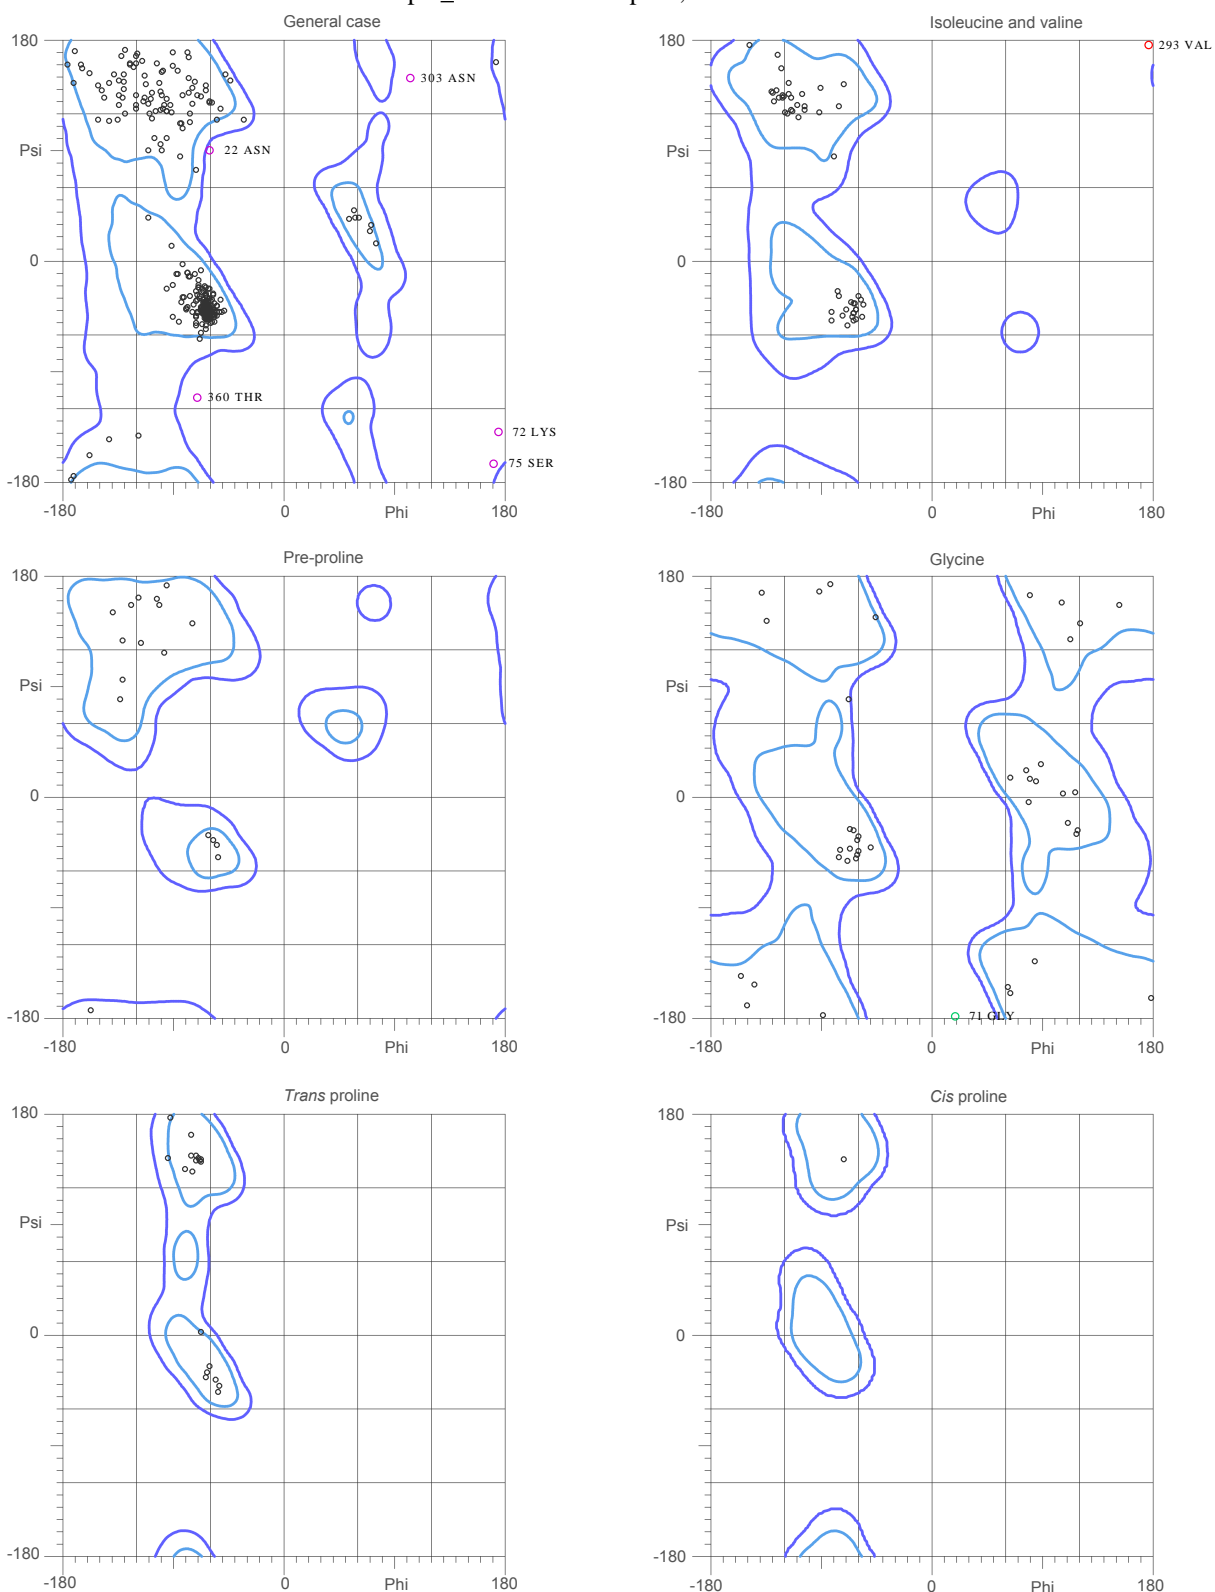 General case
Isoleucine and valine
180
303 ASN
Psi
22 ASN
0
360 THR
72 LYS
75 SER
-180
-180
0
Phi
180
180
293 VAL
Psi
0
-180
-180
0
Phi
180
Pre-proline
Glycine
180
Psi
0
-180
-180
0
Phi
180
180
Psi
0
-180
71 GLY
-180
0
Phi
180
Trans proline
Cis proline
180
Psi
0
-180
-180
0
Phi
180
180
Psi
0
-180
-180
0
Phi
180